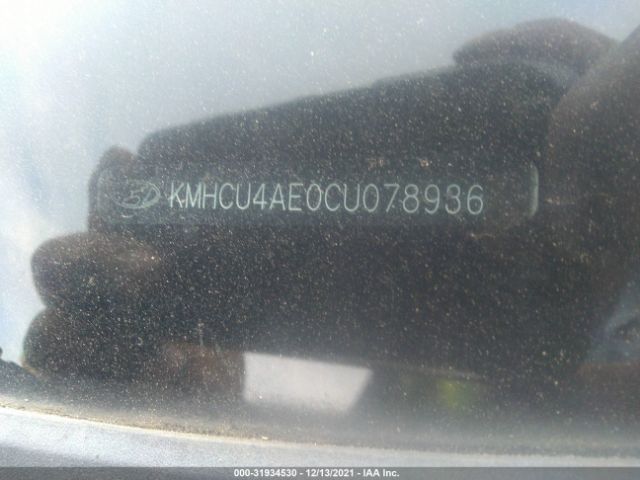 KMHCU4AE0CU078936
000-31934530 - 12/13/2021 - IAA Inc.